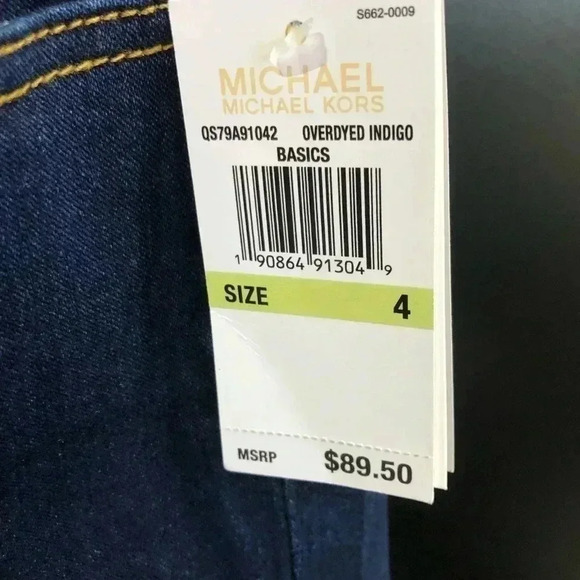 S662-0009
MICHAEL
MICHAEL KORS
QS79A91042 OVERDYED INDIGO
BASICS
1 90864 91304 9
SIZE 4
MSRP $89.50